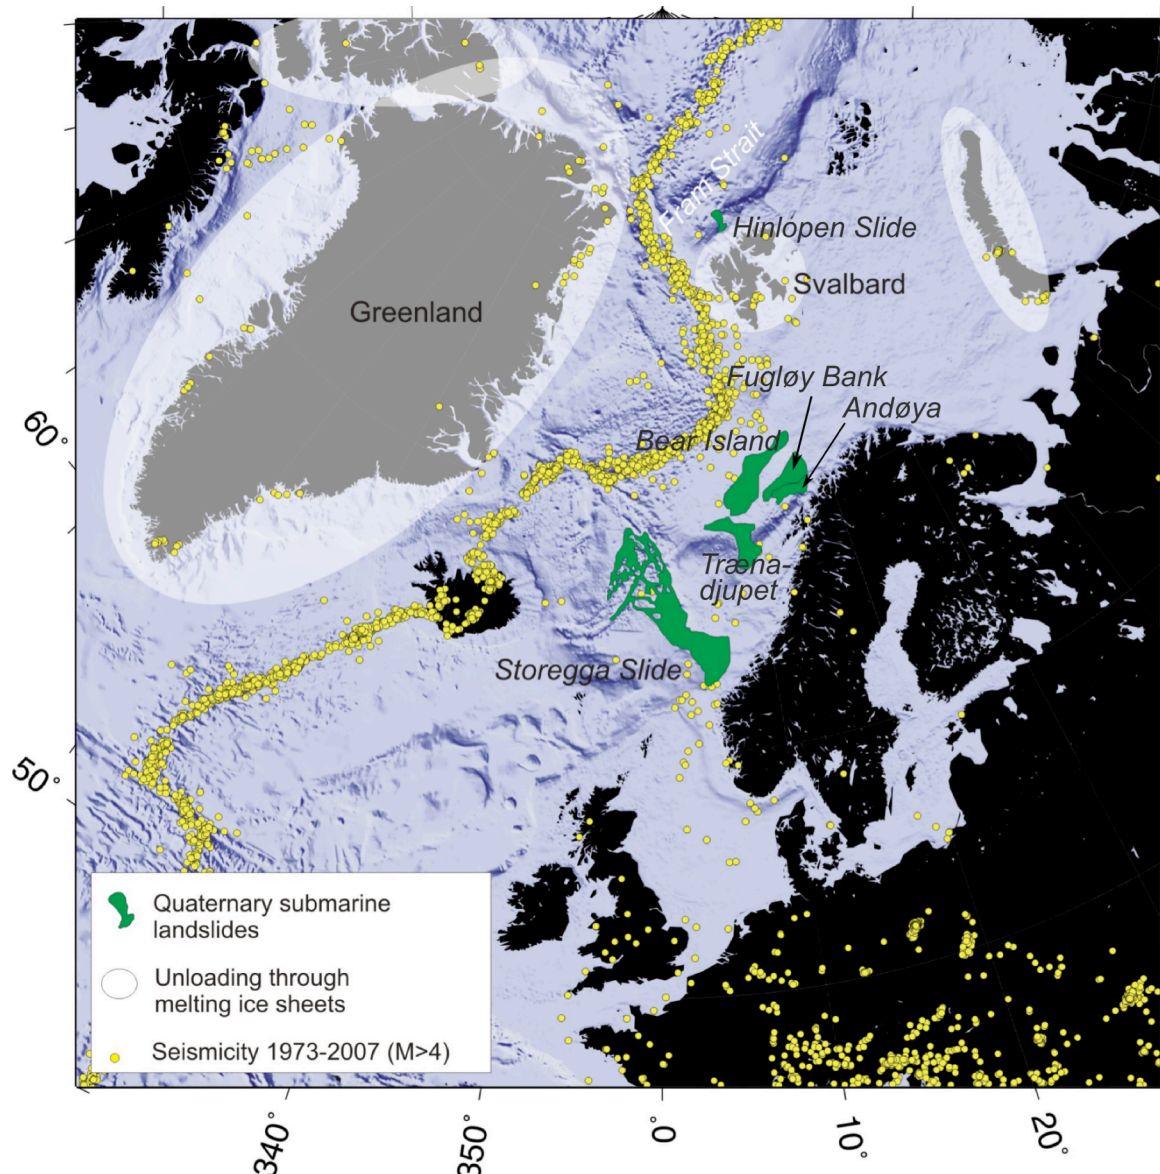 Fram Strait
Hinlopen Slide
Svalbard
Greenland
Fugløy Bank
Andøya
Bear Island
60°
Træna-
djupet
Storegga Slide
50°
Quaternary submarine
landslides
Unloading through
melting ice sheets
Seismicity 1973-2007 (M>4)
340°
350°
0°
10°
20°